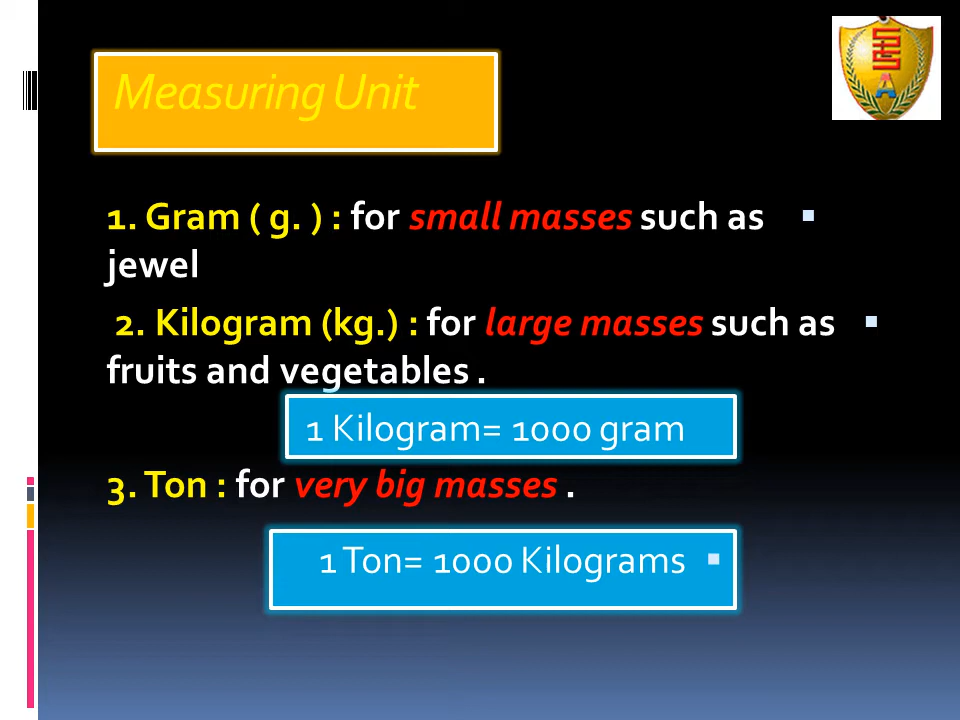 Measuring Unit
1. Gram ( g. ) : for small masses such as
jewel
2. Kilogram (kg.) : for large masses such as
fruits and vegetables .
1 Kilogram= 1000 gram
3. Ton : for very big masses .
1 Ton= 1000 Kilograms